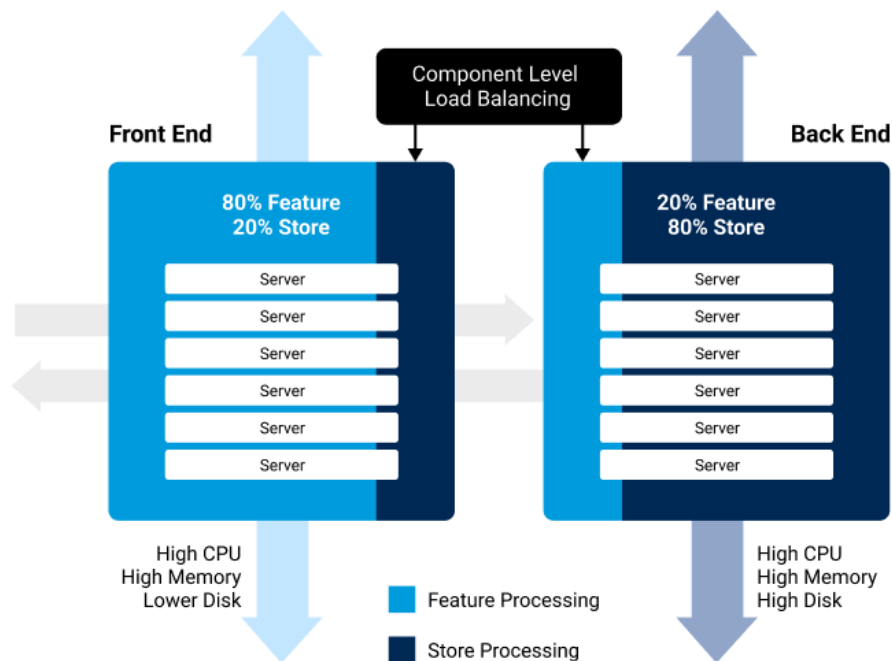 Component Level
Load Balancing
Front End
Back End
80% Feature
20% Store
Server
Server
Server
Server
Server
Server
20% Feature
80% Store
Server
Server
Server
Server
Server
Server
High CPU
High Memory
Lower Disk
High CPU
High Memory
High Disk
Feature Processing
Store Processing